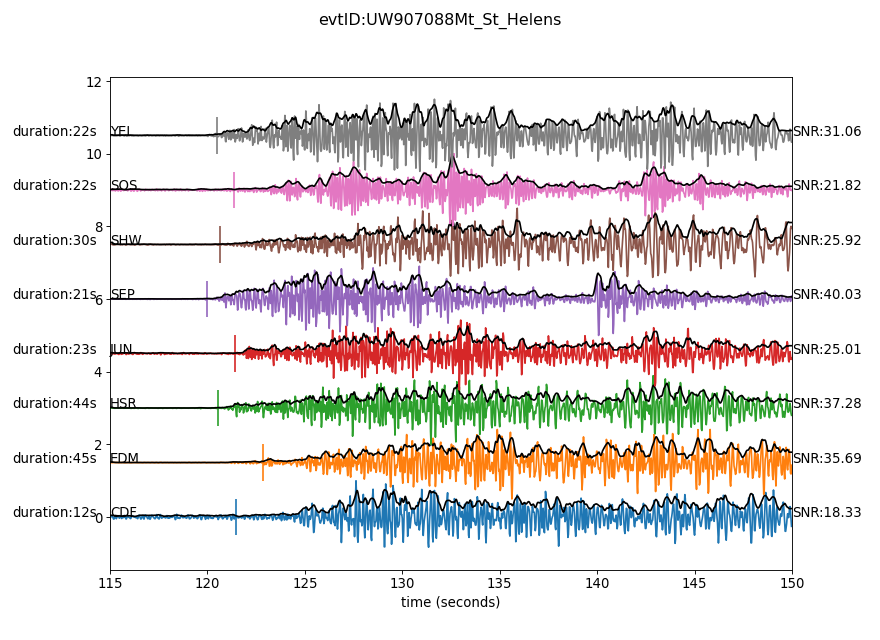 evtID:UW907088Mt_St_Helens
12
duration:22s YEL SNR:31.06
10
duration:22s SOS SNR:21.82
8
duration:30s SHW SNR:25.92
duration:21s 6 SEP SNR:40.03
duration:23s JUN SNR:25.01
4
duration:44s HSR SNR:37.28
2
duration:45s EDM SNR:35.69
duration:12s 0 CDF SNR:18.33
115 120 125 130 135 140 145 150
time (seconds)